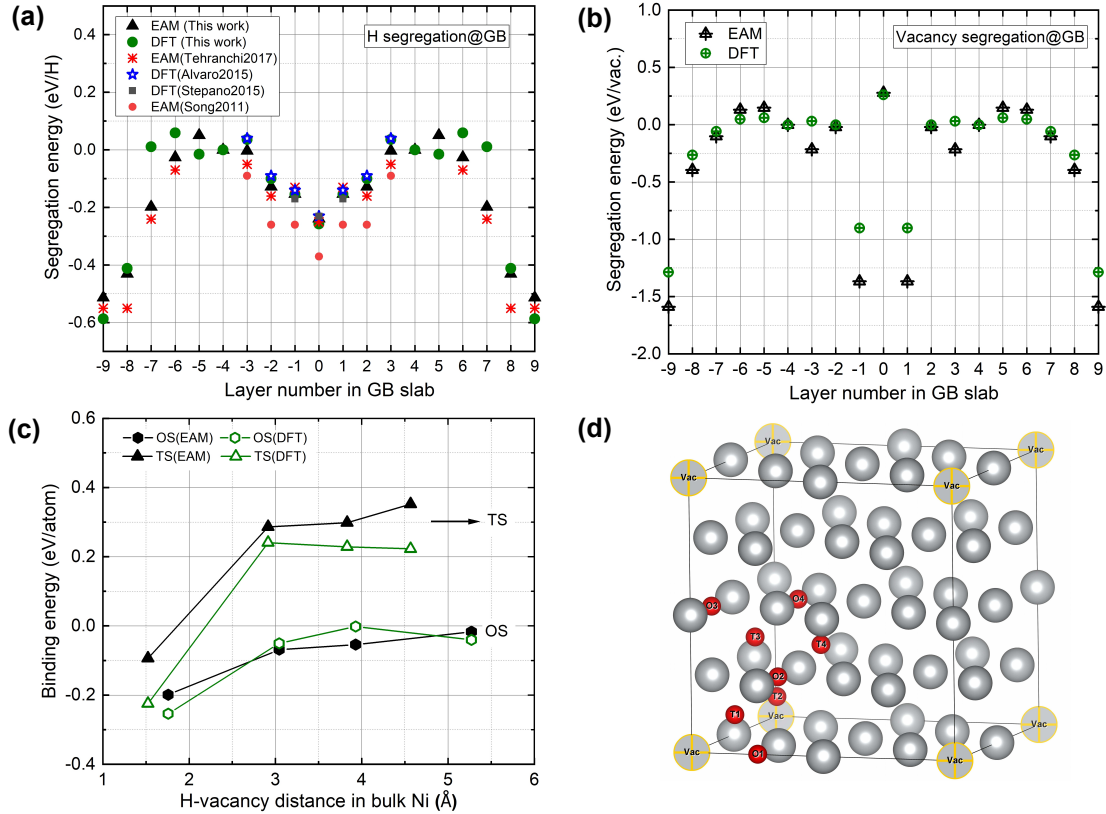 (a)
EAM (This work)
DFT (This work)
EAM(Tehranchi2017)
DFT(Alvaro2015)
DFT(Stepano2015)
EAM(Song2011)
H segregation@GB
Segregation energy (eV/H)
0.4
0.2
0.0
-0.2
-0.4
-0.6
-9 -8 -7 -6 -5 -4 -3 -2 -1 0 1 2 3 4 5 6 7 8 9
Layer number in GB slab
(b)
EAM
DFT
Vacancy segregation@GB
Segregation energy (eV/vac.)
1.0
0.5
0.0
-0.5
-1.0
-1.5
-2.0
-9 -8 -7 -6 -5 -4 -3 -2 -1 0 1 2 3 4 5 6 7 8 9
Layer number in GB slab
(c)
OS(EAM) OS(DFT)
TS(EAM) TS(DFT)
TS
OS
Binding energy (eV/atom)
0.6
0.4
0.2
0.0
-0.2
-0.4
1 2 3 4 5 6
H-vacancy distance in bulk Ni (Å)
(d)
Vac
Vac
Vac
Vac
O3
O4
T3
T4
O2
T2
T1
Vac
Vac
Vac
O1
Vac